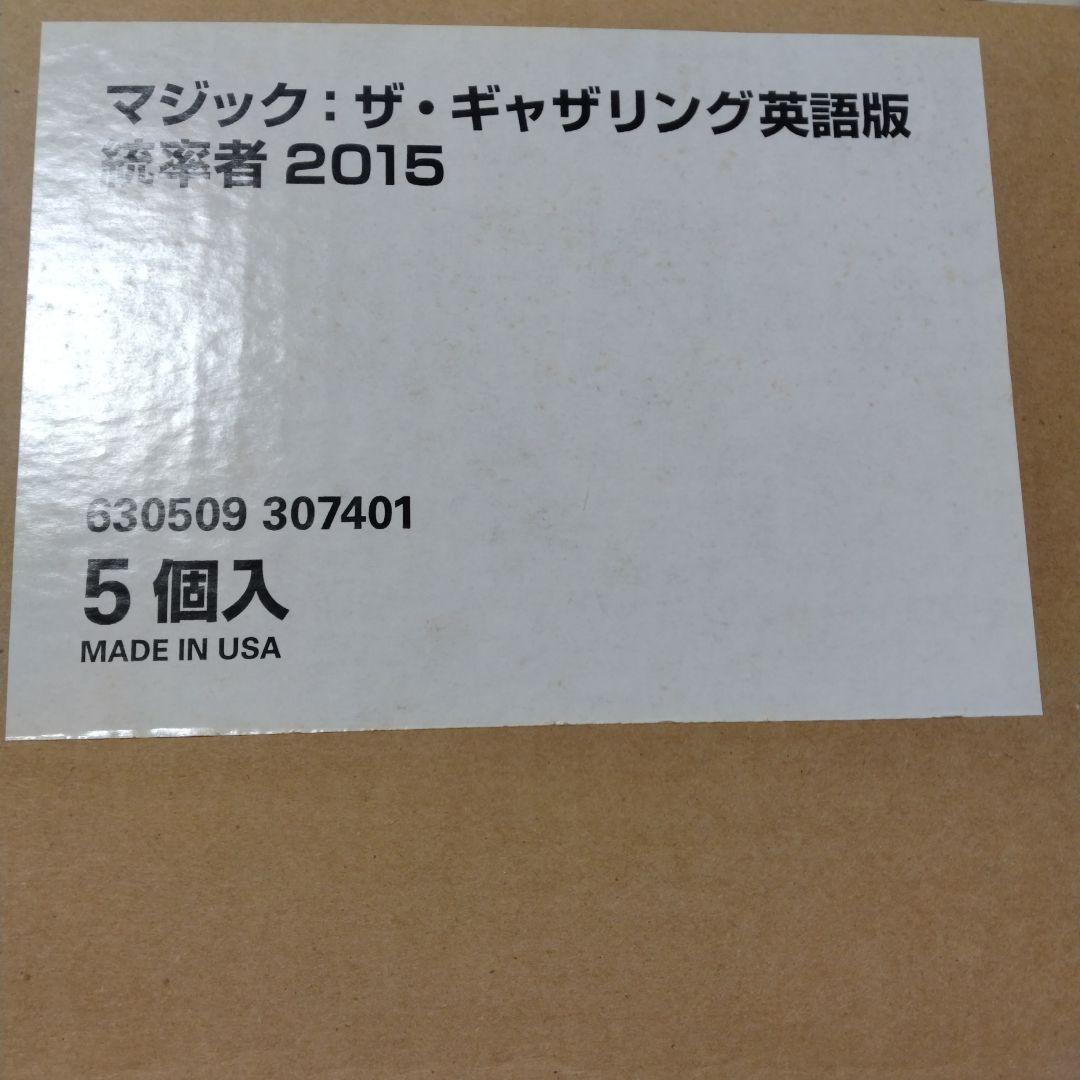 マジック：ザ・ギャザリング英語版
統率者 2015
630509 307401
5 個入
MADE IN USA